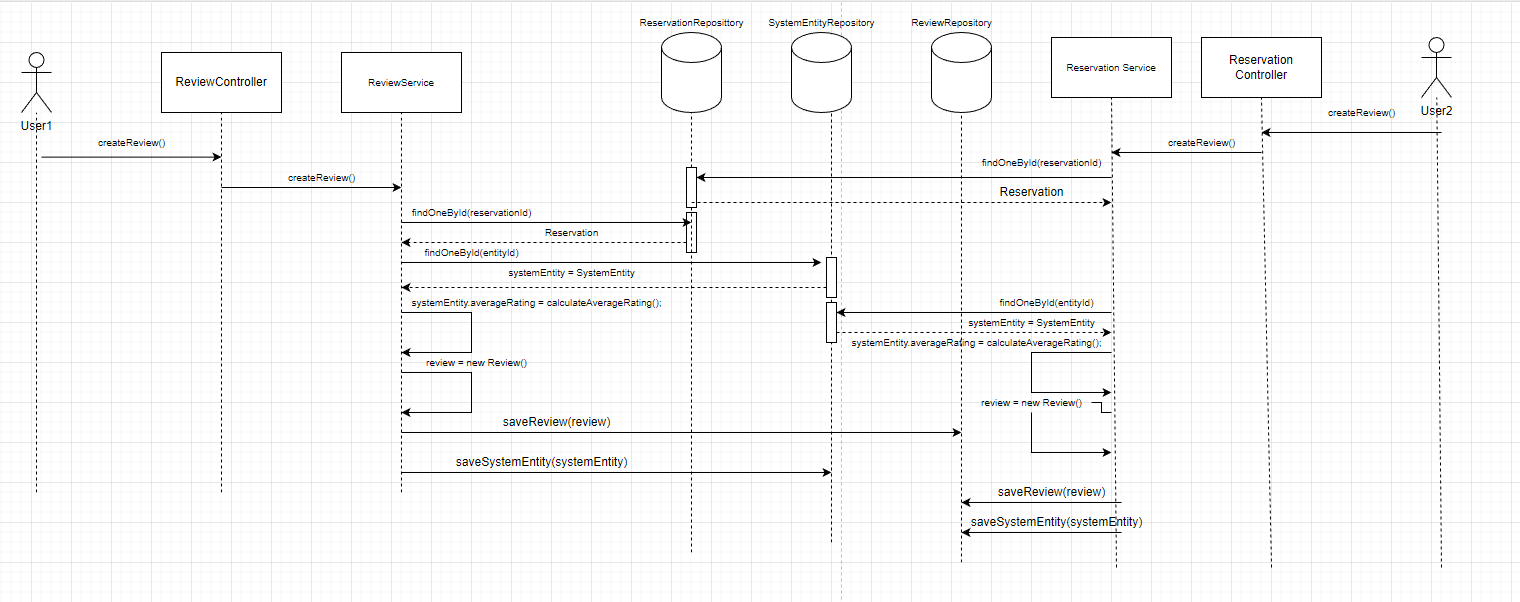 ReservationReposittory
SystemEntityRepository
ReviewRepository
ReviewController
ReviewService
Reservation Service
Reservation
Controller
User1
User2
createReview()
createReview()
createReview()
createReview()
findOneById(reservationId)
Reservation
findOneById(reservationId)
Reservation
findOneById(entityId)
systemEntity = SystemEntity
systemEntity.averageRating = calculateAverageRating();
findOneById(entityId)
systemEntity = SystemEntity
systemEntity.averageRating = calculateAverageRating();
review = new Review()
review = new Review()
saveReview(review)
saveSystemEntity(systemEntity)
saveReview(review)
saveSystemEntity(systemEntity)